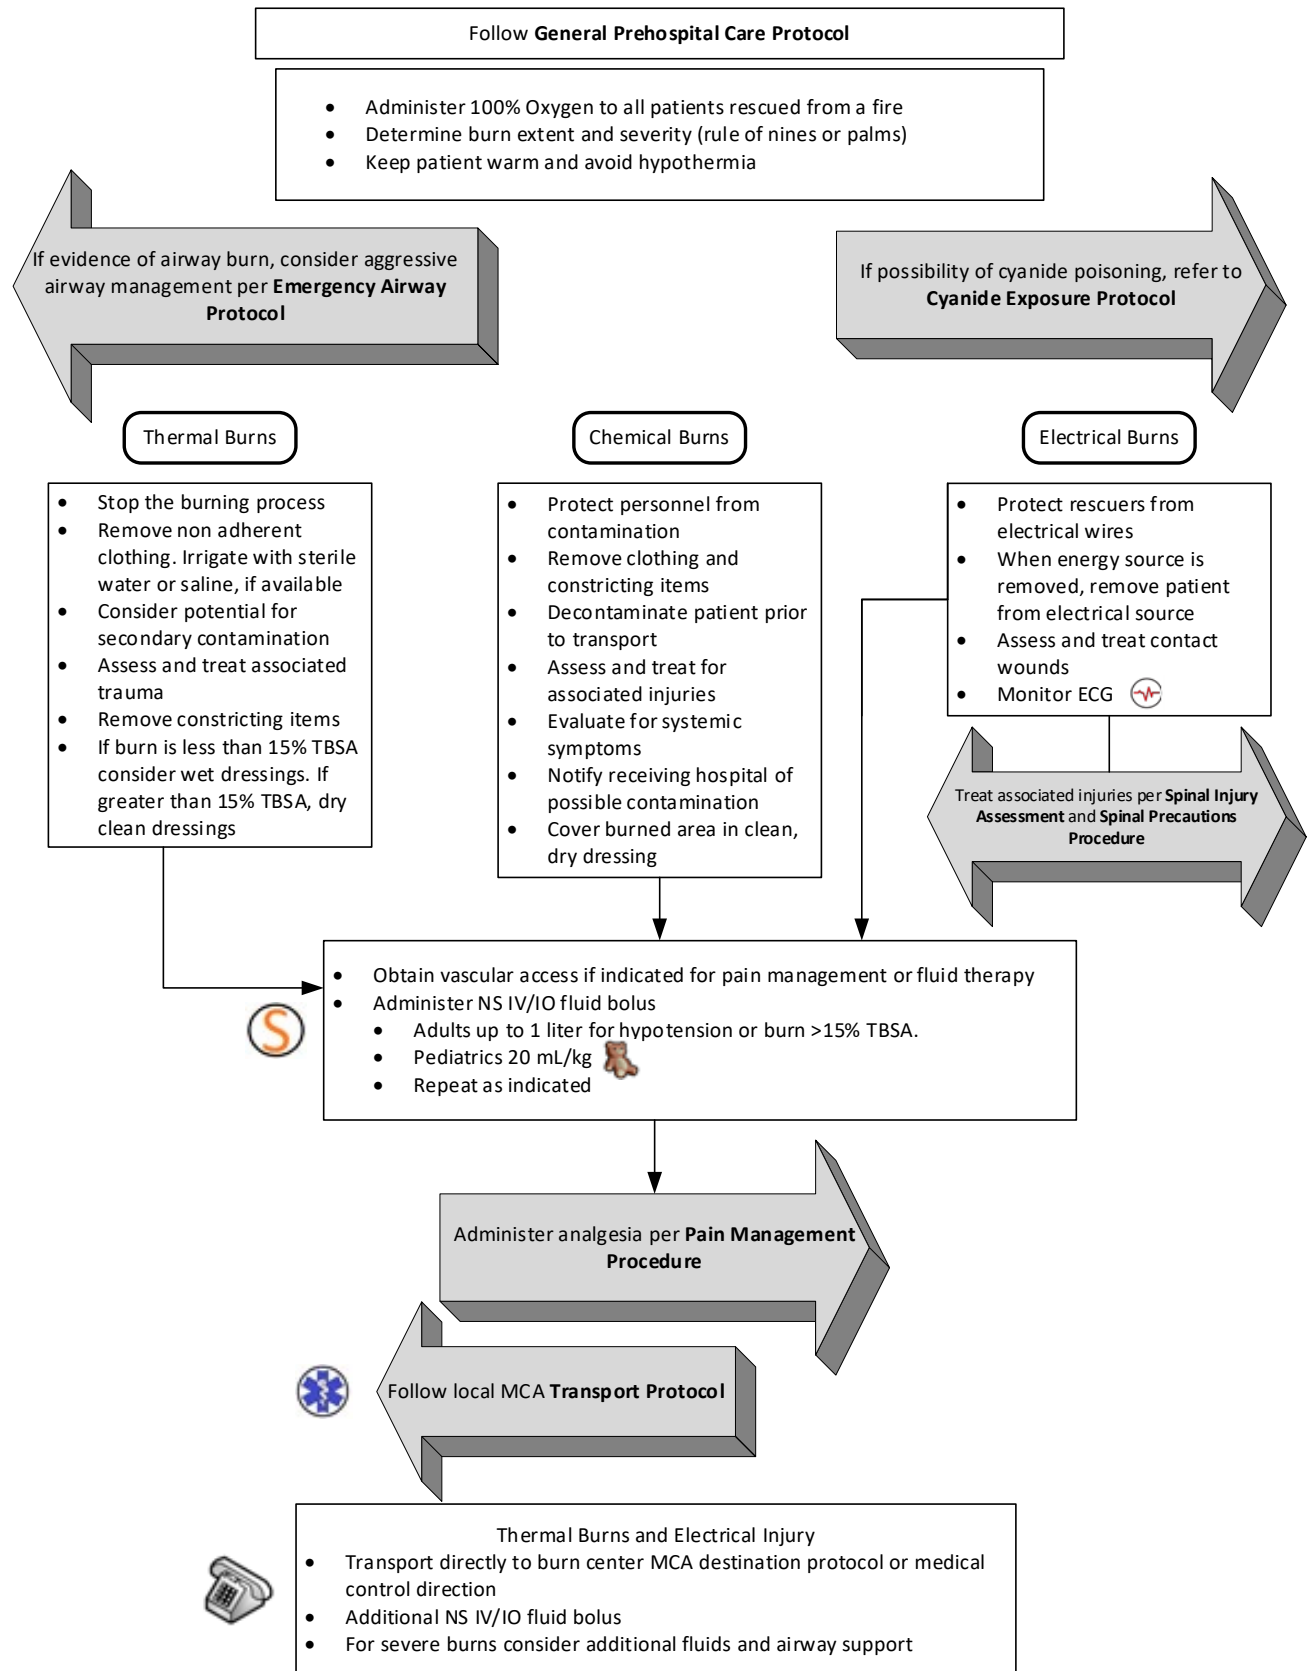 Follow General Prehospital Care Protocol
• Administer 100% Oxygen to all patients rescued from a fire
• Determine burn extent and severity (rule of nines or palms)
• Keep patient warm and avoid hypothermia
If evidence of airway burn, consider aggressive
airway management per Emergency Airway
Protocol
If possibility of cyanide poisoning, refer to
Cyanide Exposure Protocol
Thermal Burns
• Stop the burning process
• Remove non adherent
clothing. Irrigate with sterile
water or saline, if available
• Consider potential for
secondary contamination
• Assess and treat associated
trauma
• Remove constricting items
• If burn is less than 15% TBSA
consider wet dressings. If
greater than 15% TBSA, dry
clean dressings
Chemical Burns
• Protect personnel from
contamination
• Remove clothing and
constricting items
• Decontaminate patient prior
to transport
• Assess and treat for
associated injuries
• Evaluate for systemic
symptoms
• Notify receiving hospital of
possible contamination
• Cover burned area in clean,
dry dressing
Electrical Burns
• Protect rescuers from
electrical wires
• When energy source is
removed, remove patient
from electrical source
• Assess and treat contact
wounds
• Monitor ECG
Treat associated injuries per Spinal Injury
Assessment and Spinal Precautions
Procedure
S
• Obtain vascular access if indicated for pain management or fluid therapy
• Administer NS IV/IO fluid bolus
• Adults up to 1 liter for hypotension or burn >15% TBSA.
• Pediatrics 20 mL/kg
• Repeat as indicated
Administer analgesia per Pain Management
Procedure
Follow local MCA Transport Protocol
Thermal Burns and Electrical Injury
• Transport directly to burn center MCA destination protocol or medical
control direction
• Additional NS IV/IO fluid bolus
• For severe burns consider additional fluids and airway support